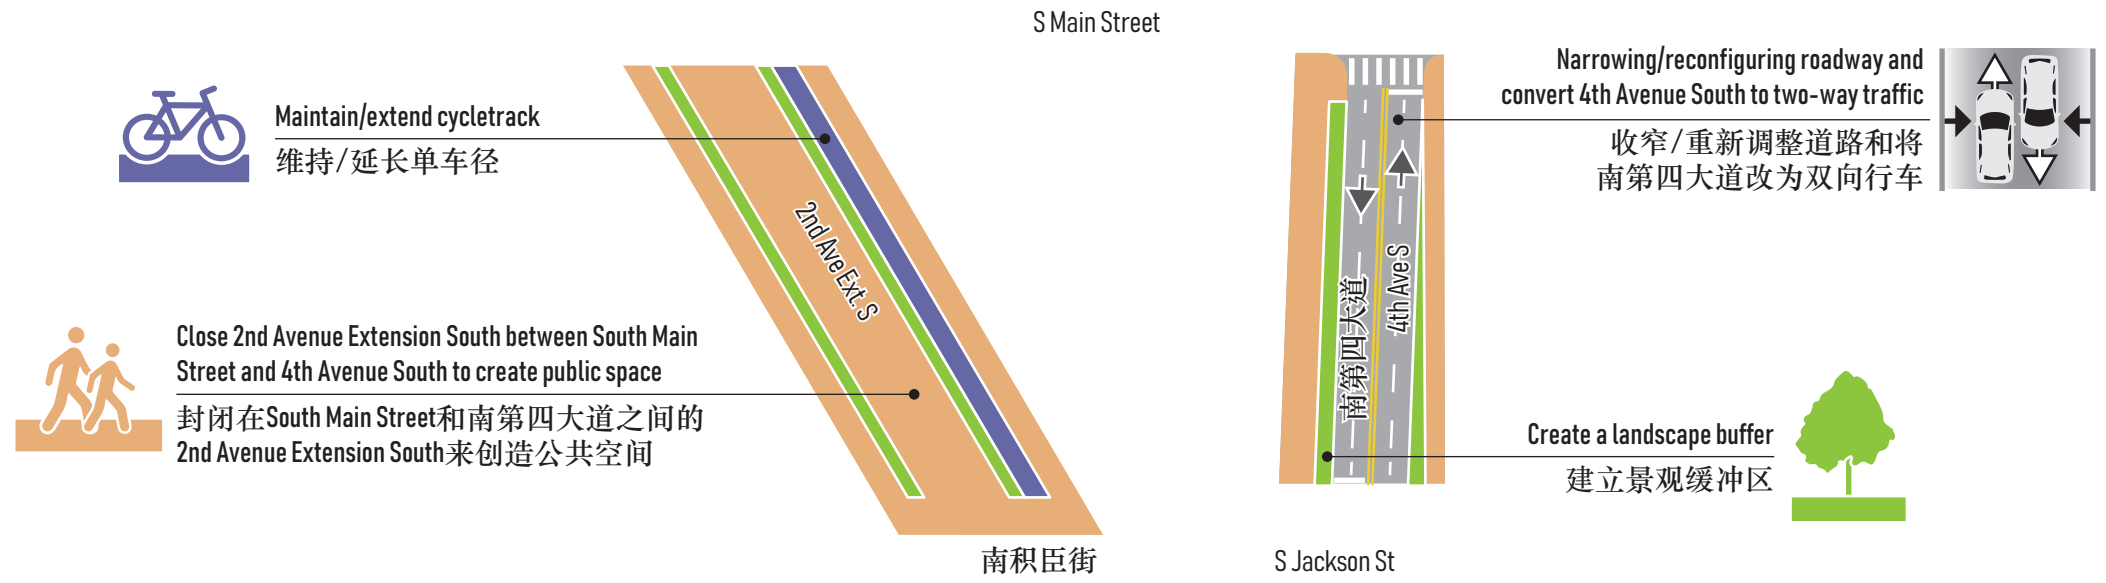 S Main Street
Maintain/extend cycletrack
维持/延长单车径
Close 2nd Avenue Extension South between South Main
Street and 4th Avenue South to create public space
封闭在South Main Street和南第四大道之间的
2nd Avenue Extension South来创造公共空间
2nd Ave Ext. S
南积臣街
南第四大道
4th Ave S
S Jackson St
Narrowing/reconfiguring roadway and
convert 4th Avenue South to two-way traffic
收窄/重新调整道路和将
南第四大道改为双向行车
Create a landscape buffer
建立景观缓冲区